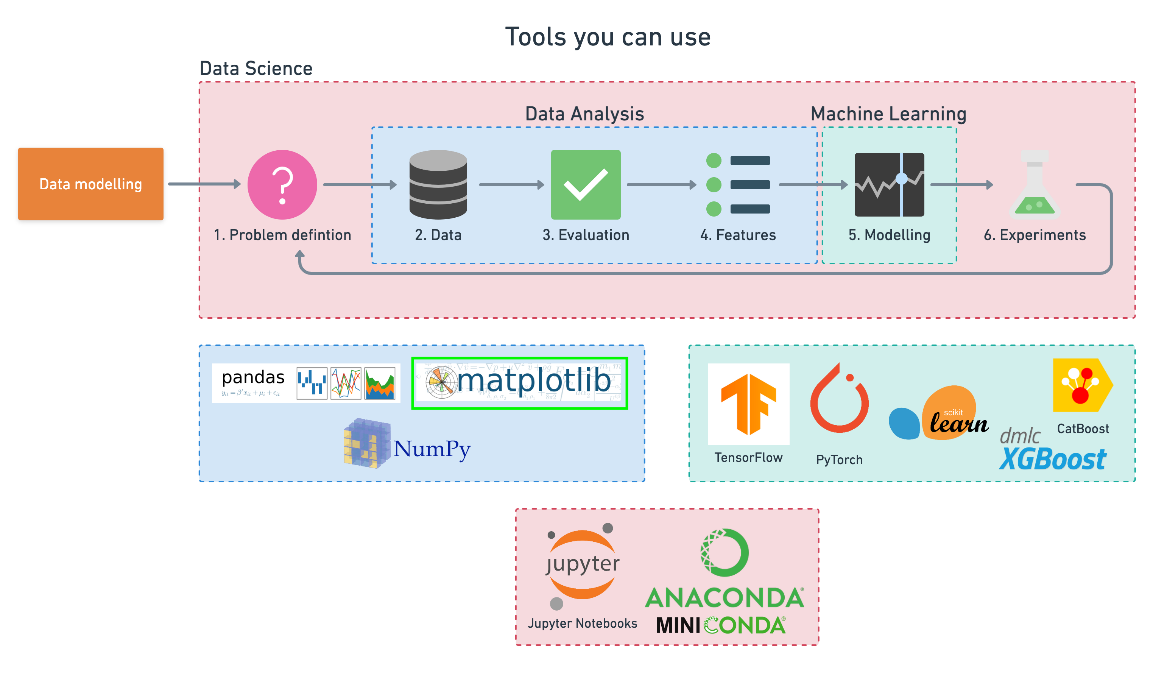 Tools you can use
Data Science
Data Analysis
Machine Learning
Data modelling
?
1. Problem defintion
2. Data
3. Evaluation
4. Features
5. Modelling
6. Experiments
pandas
matplotlib
NumPy
TensorFlow
PyTorch
scikit
learn
dmlc
XGBoost
CatBoost
jupyter
Jupyter Notebooks
ANACONDA
MINICONDA